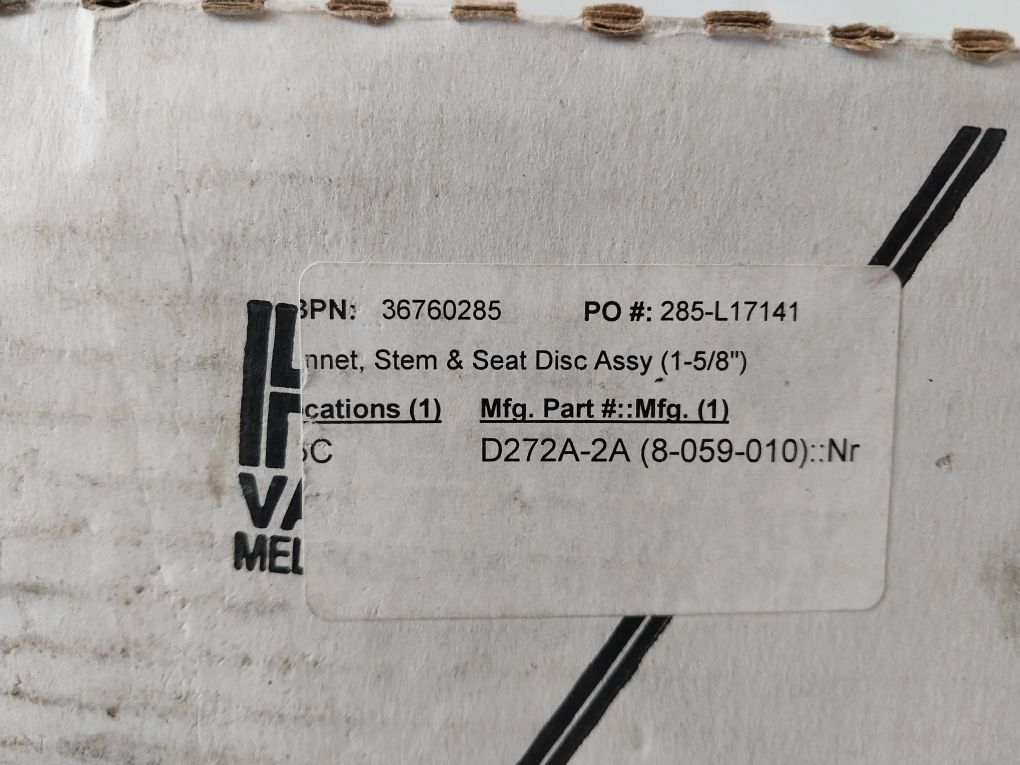 BPN: 36760285 PO #: 285-L17141
nnet, Stem & Seat Disc Assy (1-5/8")
cations (1) Mfg. Part #::Mfg. (1)
C D272A-2A (8-059-010)::Nr
VA
MEL